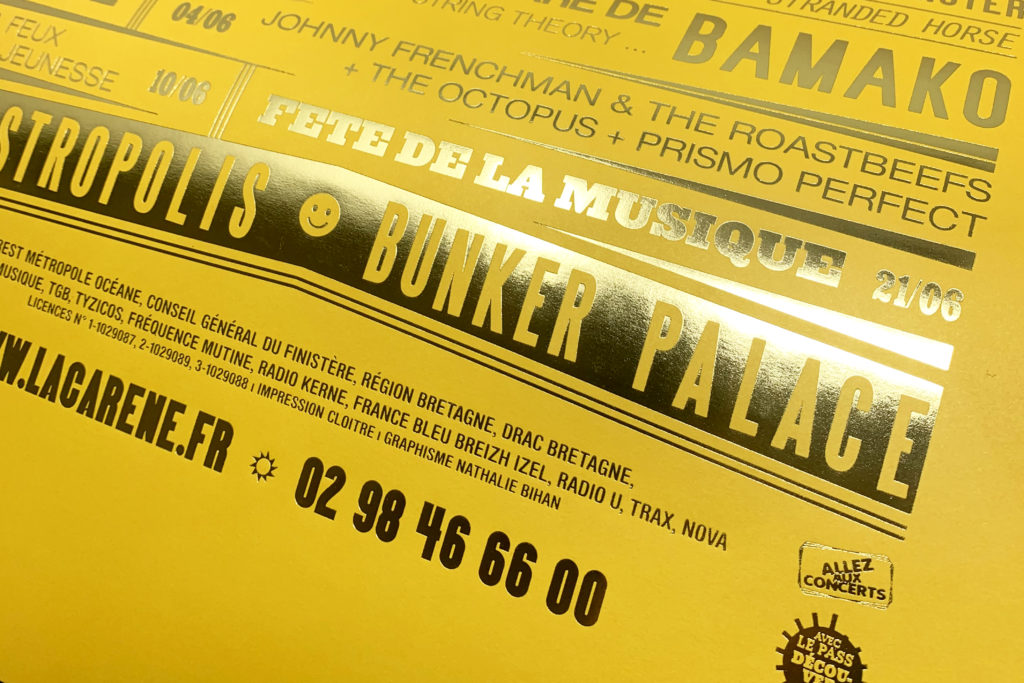 STRANDED HORSE
DE
STRING THEORY ...
BAMAKO
04/06
JOHNNY FRENCHMAN & THE ROASTBEEFS
+ THE OCTOPUS + PRISMO PERFECT
FEUX
JEUNESSE
10/06
FETE DE LA MUSIQUE 21/06
STROPOLIS ☺ BUNKER PALACE
REST MÉTROPOLE OCÉANE, CONSEIL GÉNÉRAL DU FINISTÈRE, RÉGION BRETAGNE, DRAC BRETAGNE,
MUSIQUE, TGB, TYZICOS, FRÉQUENCE MUTINE, RADIO KERNE, FRANCE BLEU BREIZH IZEL, RADIO U, TRAX, NOVA
LICENCES N° 1-1029087, 2-1029089, 3-1029088 | IMPRESSION CLOITRE | GRAPHISME NATHALIE BIHAN
WW.LACARENE.FR
02 98 46 66 00
ALLEZ
AUX
CONCERTS
AVEC
LE PASS
DÉCOU-